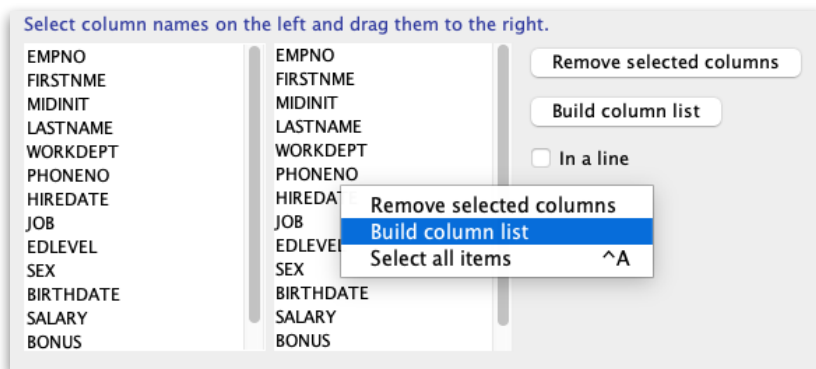 Select column names on the left and drag them to the right.
EMPNO
FIRSTNME
MIDINIT
LASTNAME
WORKDEPT
PHONENO
HIREDATE
JOB
EDLEVEL
SEX
BIRTHDATE
SALARY
BONUS
EMPNO
FIRSTNME
MIDINIT
LASTNAME
WORKDEPT
PHONENO
HIREDAT
JOB
EDLEVEL
SEX
BIRTHDATE
SALARY
BONUS
Remove selected columns
Build column list
In a line
Remove selected columns
Build column list
Select all items ^A